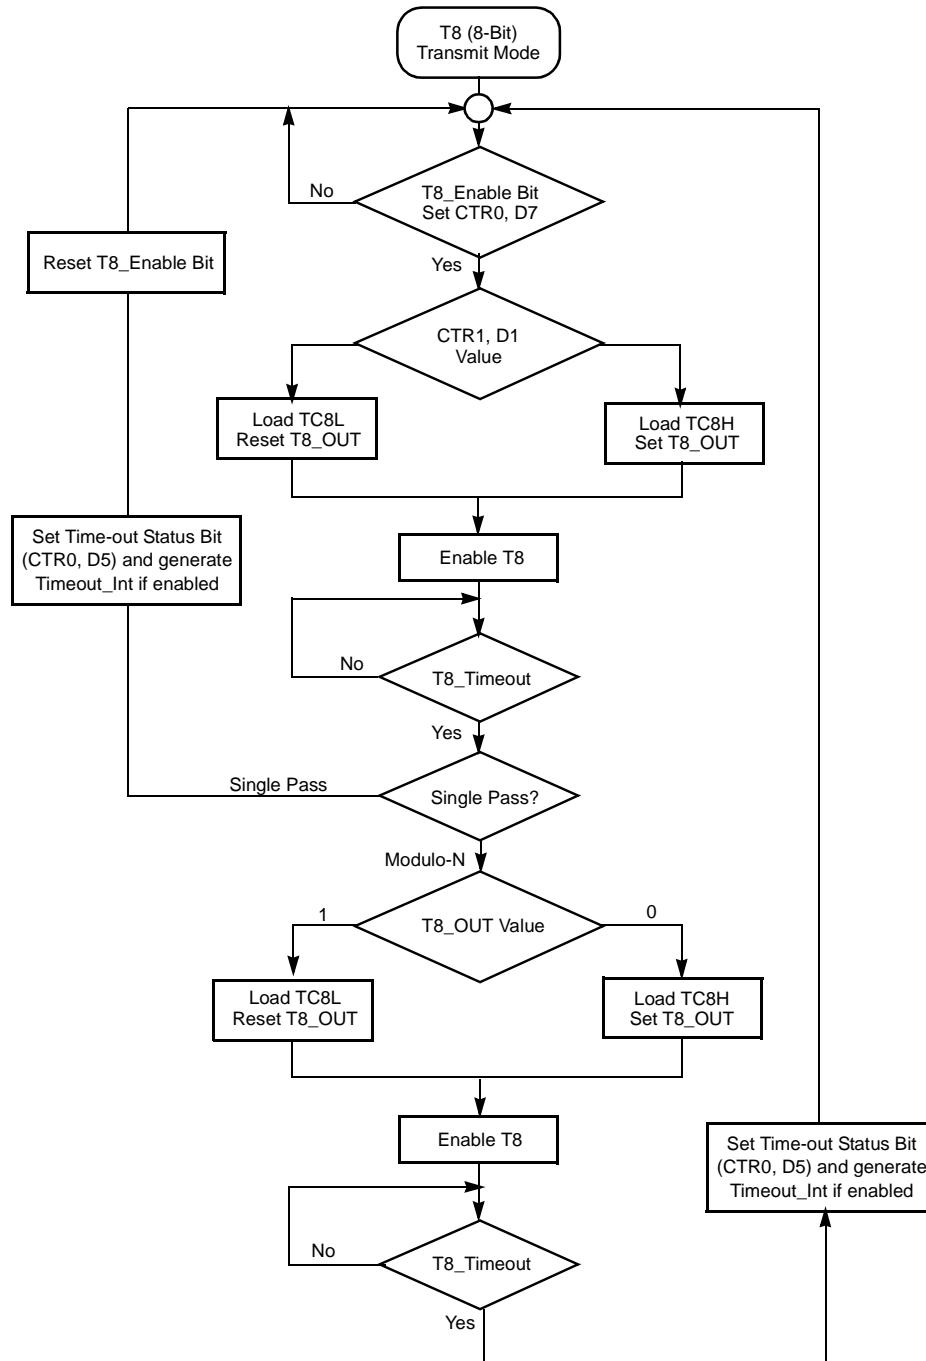 T8 (8-Bit)
Transmit Mode
No
T8_Enable Bit
Set CTR0, D7
Reset T8_Enable Bit
Yes
CTR1, D1
Value
Load TC8L
Reset T8_OUT
Load TC8H
Set T8_OUT
Set Time-out Status Bit
(CTR0, D5) and generate
Timeout_Int if enabled
Enable T8
No
T8_Timeout
Yes
Single Pass
Single Pass?
Modulo-N
1
T8_OUT Value
0
Load TC8L
Reset T8_OUT
Load TC8H
Set T8_OUT
Enable T8
Set Time-out Status Bit
(CTR0, D5) and generate
Timeout_Int if enabled
No
T8_Timeout
Yes